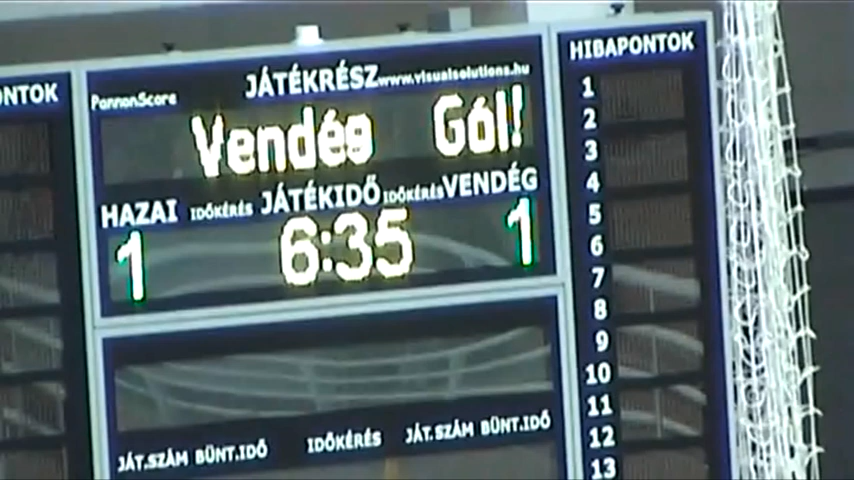 NTOK
PannonScore
JÁTÉKRÉSZ www.visualsolutions.hu
Vendég Gól!
HAZAI IDŐKÉRÉS JÁTÉKIDŐ IDŐKÉRÉS VENDÉG
1 6:35 1
JÁT.SZÁM BÜNT.IDŐ IDŐKÉRÉS JÁT.SZÁM BÜNT.IDŐ
HIBAPONTOK
1
2
3
4
5
6
7
8
9
10
11
12
13